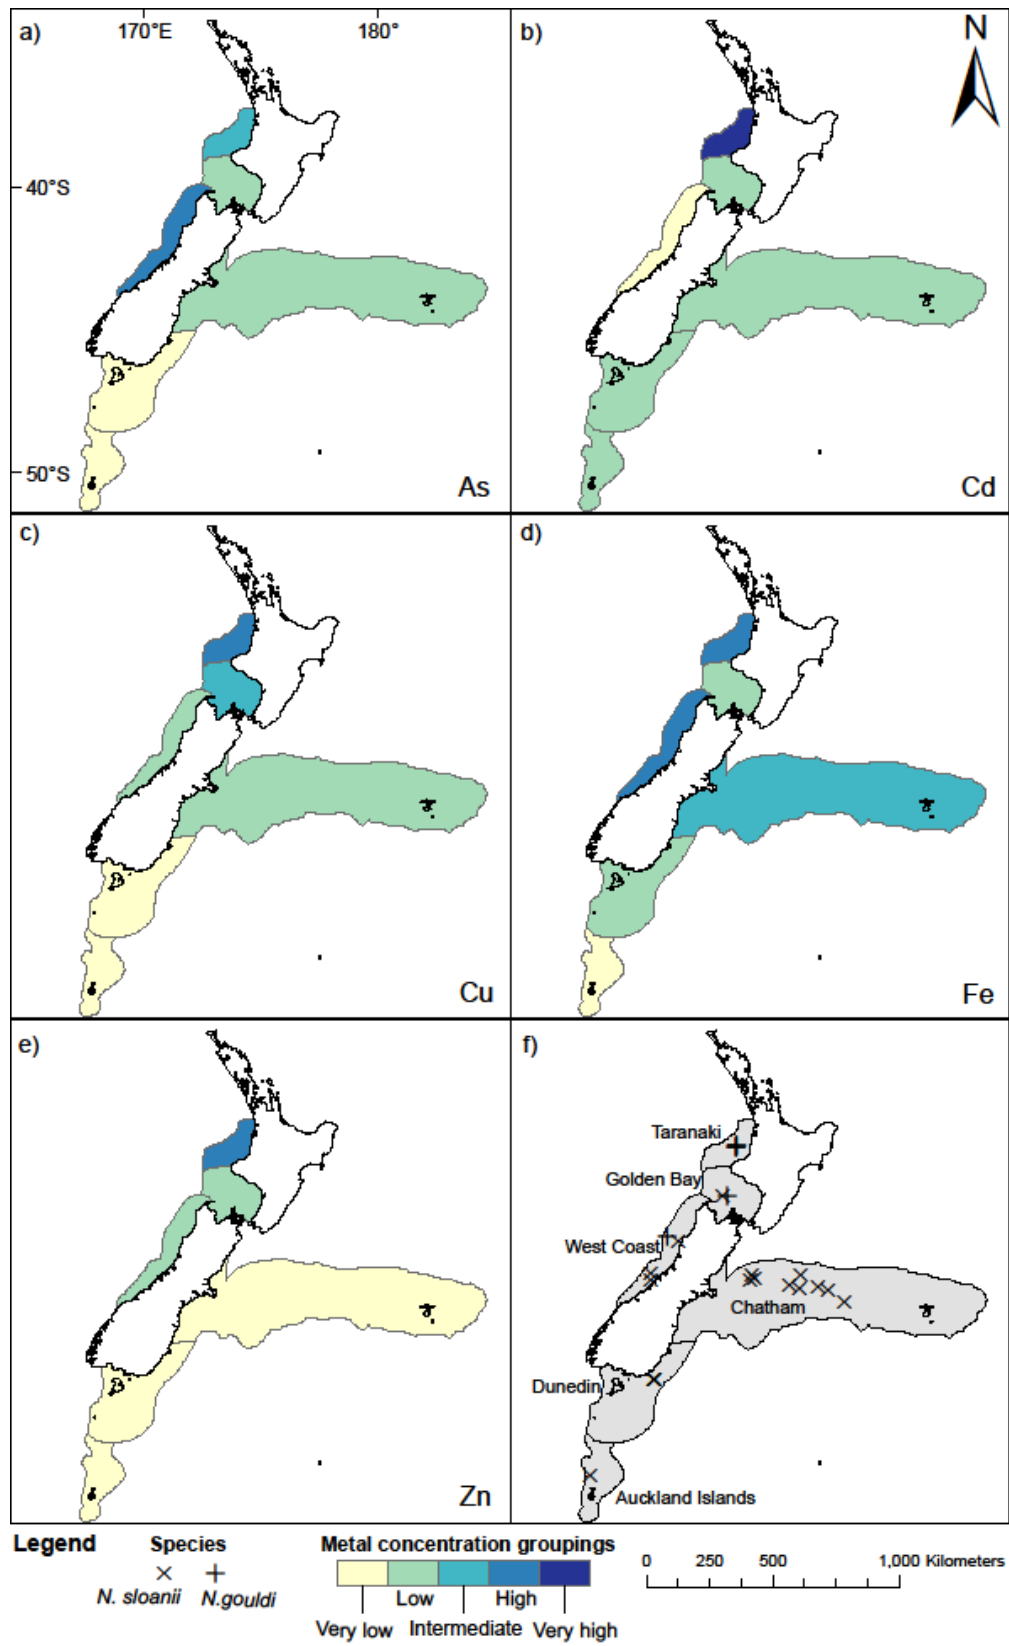 a)
170°E
180°
40°S
50°S
As
b)
N
Cd
c)
Cu
d)
Fe
e)
Zn
f)
Taranaki
Golden Bay
West Coast
Chatham
Dunedin
Auckland Islands
Legend
Species
N. sloanii
N.gouldi
Metal concentration groupings
Low
High
Very low
Intermediate
Very high
0 250 500 1,000 Kilometers